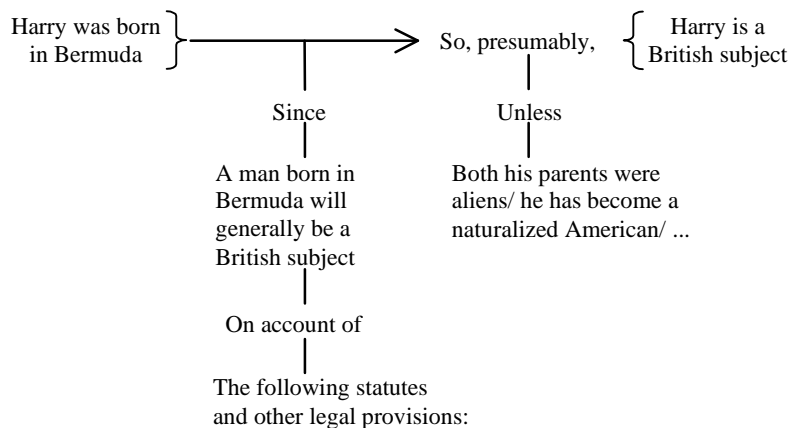 Harry was born
in Bermuda
So, presumably,
Harry is a
British subject
Since
Unless
A man born in
Bermuda will
generally be a
British subject
Both his parents were
aliens/ he has become a
naturalized American/ ...
On account of
The following statutes
and other legal provisions: